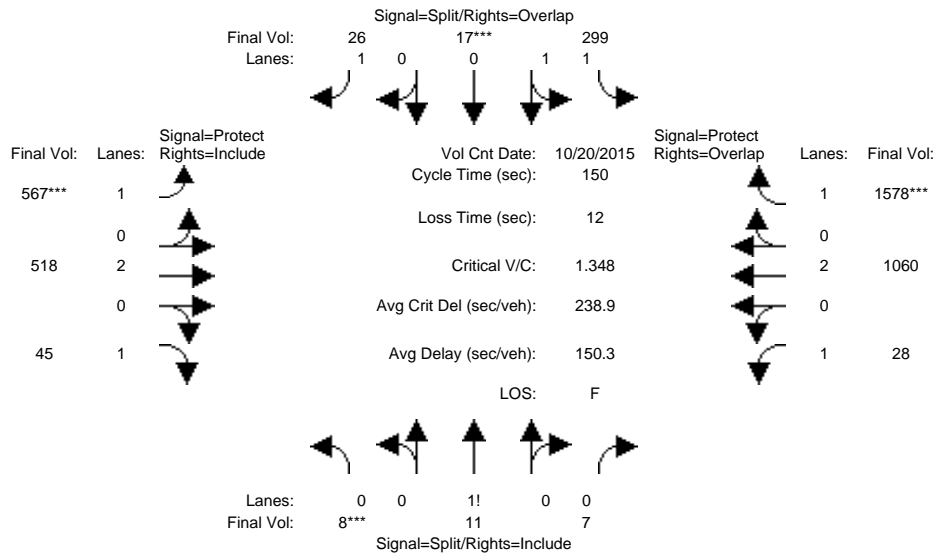 Signal=Split/Rights=Overlap
Final Vol: 26 17*** 299
Lanes: 1 0 0 1 1
Signal=Protect
Final Vol: Lanes: Rights=Include
Vol Cnt Date: 10/20/2015
Signal=Protect
Rights=Overlap Lanes: Final Vol:
Cycle Time (sec): 150
567*** 1
1 1578***
Loss Time (sec): 12
0
0
518 2
Critical V/C: 1.348
2 1060
0
Avg Crit Del (sec/veh): 238.9
0
45 1
Avg Delay (sec/veh): 150.3
1 28
LOS: F
Lanes: 0 0 1! 0 0
Final Vol: 8*** 11 7
Signal=Split/Rights=Include